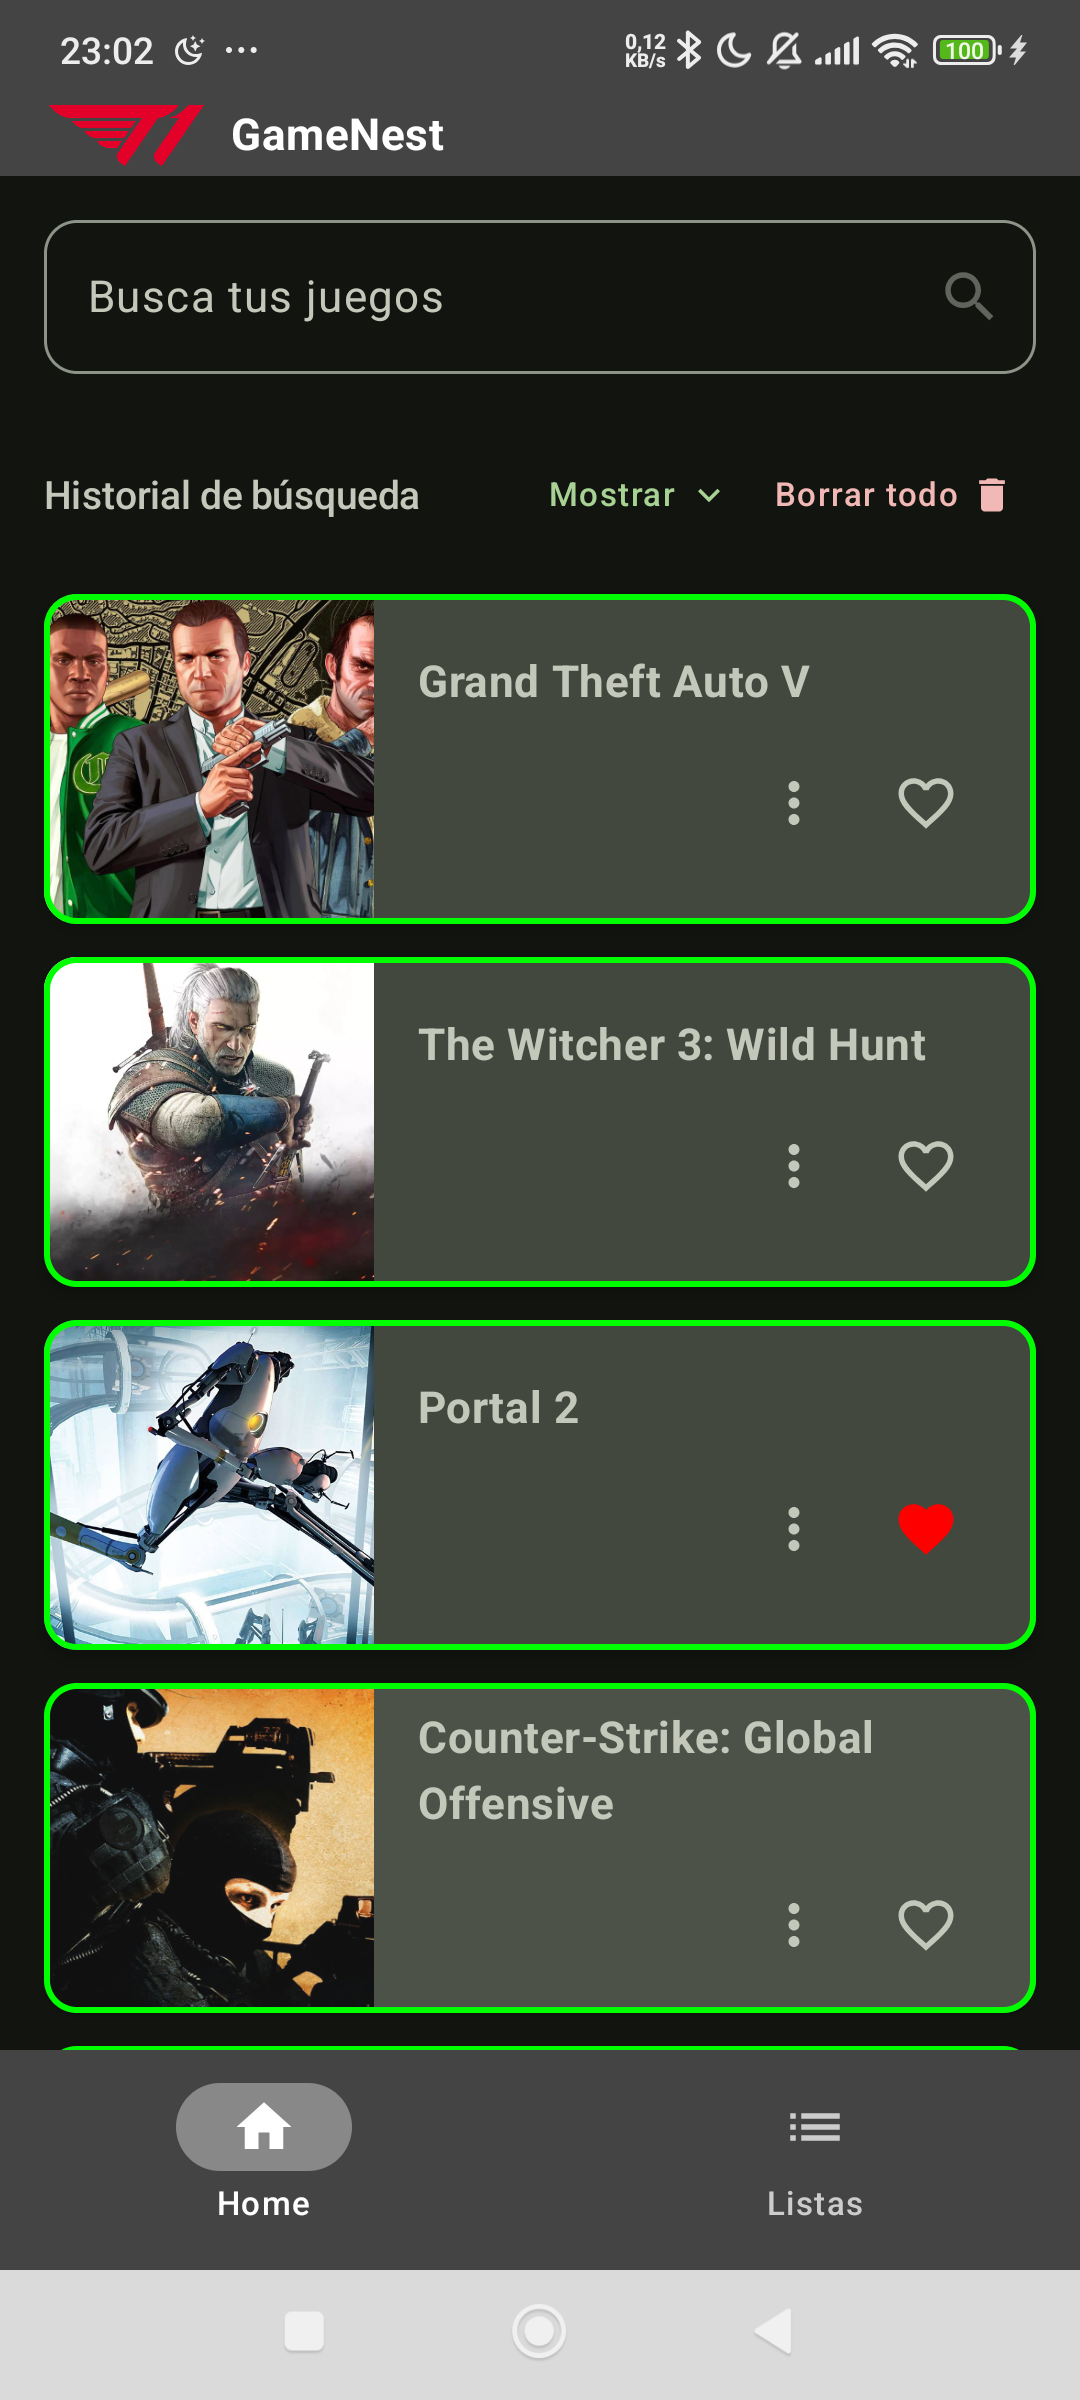 23:02
0,12
KB/s
100
T1
GameNest
Busca tus juegos
Historial de búsqueda
Mostrar
Borrar todo
Grand Theft Auto V
The Witcher 3: Wild Hunt
Portal 2
Counter-Strike: Global
Offensive
Home
Listas